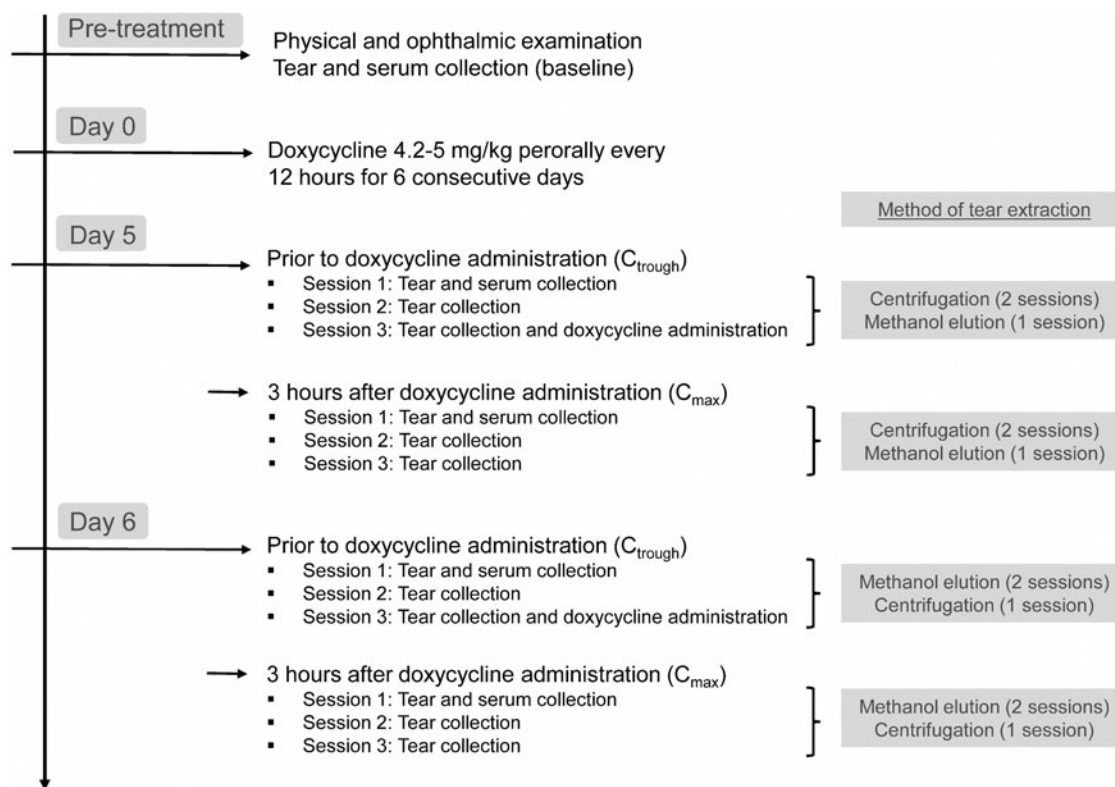 Pre-treatment
Physical and ophthalmic examination
Tear and serum collection (baseline)
Day 0
Doxycycline 4.2-5 mg/kg perorally every
12 hours for 6 consecutive days
Method of tear extraction
Day 5
Prior to doxycycline administration (Ctrough)
▪ Session 1: Tear and serum collection
▪ Session 2: Tear collection
▪ Session 3: Tear collection and doxycycline administration
Centrifugation (2 sessions)
Methanol elution (1 session)
3 hours after doxycycline administration (Cmax)
▪ Session 1: Tear and serum collection
▪ Session 2: Tear collection
▪ Session 3: Tear collection
Centrifugation (2 sessions)
Methanol elution (1 session)
Day 6
Prior to doxycycline administration (Ctrough)
▪ Session 1: Tear and serum collection
▪ Session 2: Tear collection
▪ Session 3: Tear collection and doxycycline administration
Methanol elution (2 sessions)
Centrifugation (1 session)
3 hours after doxycycline administration (Cmax)
▪ Session 1: Tear and serum collection
▪ Session 2: Tear collection
▪ Session 3: Tear collection
Methanol elution (2 sessions)
Centrifugation (1 session)